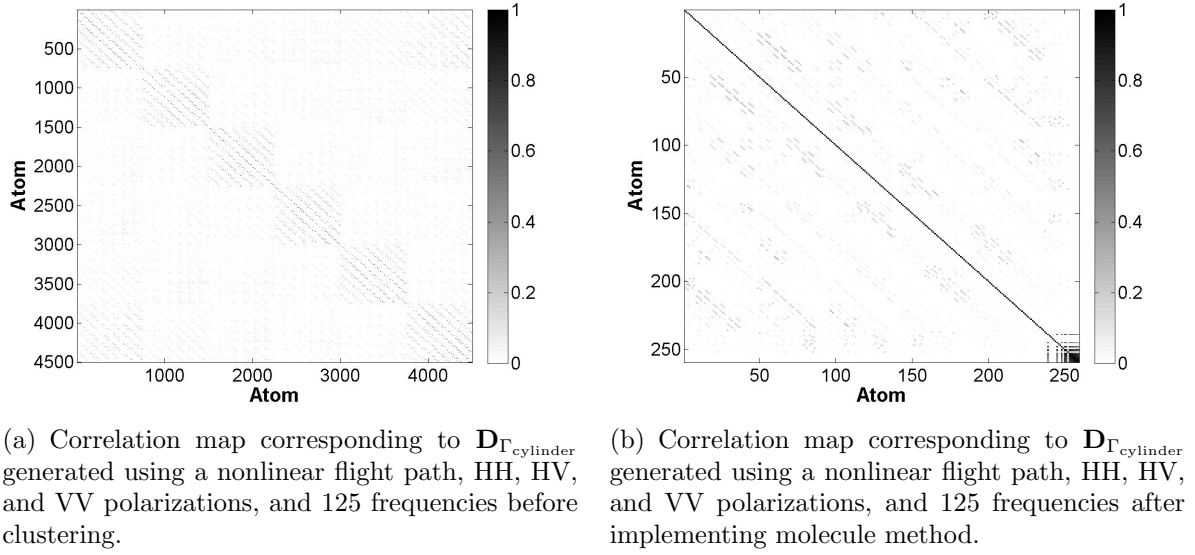 500
1000
1500
2000
2500
3000
3500
4000
4500
Atom
1000 2000 3000 4000
Atom
1
0.8
0.6
0.4
0.2
0
50
100
150
200
250
Atom
50 100 150 200 250
Atom
1
0.8
0.6
0.4
0.2
0
(a) Correlation map corresponding to D_Γcylinder
generated using a nonlinear flight path, HH, HV,
and VV polarizations, and 125 frequencies before
clustering.
(b) Correlation map corresponding to D_Γcylinder
generated using a nonlinear flight path, HH, HV,
and VV polarizations, and 125 frequencies after
implementing molecule method.